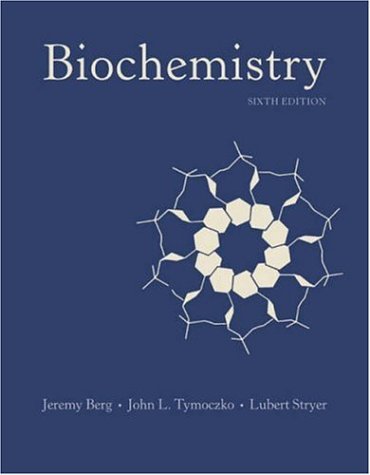 Biochemistry
SIXTH EDITION
Jeremy Berg • John L. Tymoczko • Lubert Stryer